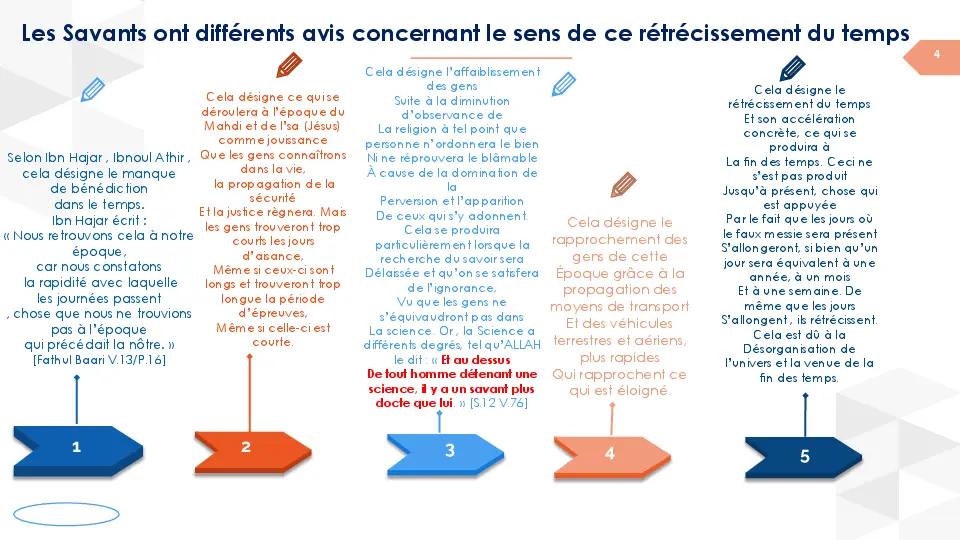 Les Savants ont différents avis concernant le sens de ce rétrécissement du temps
4
Selon Ibn Hajar , Ibnoul Athir ,
cela désigne le manque
de bénédiction
dans le temps.
Ibn Hajar écrit :
« Nous retrouvons cela à notre
époque,
car nous constatons
la rapidité avec laquelle
les journées passent
, chose que nous ne trouvions
pas à l'époque
qui précédait la nôtre. »
[Fathul Baari V.13/P.16]
1
Cela désigne ce qui se
déroulera à l'époque du
Mahdi et de I'sa (Jésus)
comme jouissance
Que les gens connaîtrons
dans la vie,
la propagation de la
sécurité
Et la justice règnera. Mais
les gens trouveront trop
courts les jours
d'aisance,
Même si ceux-ci sont
longs et trouveront trop
longue la période
d'épreuves,
Même si celle-ci est
courte.
2
Cela désigne l'affaiblissement
des gens
Suite à la diminution
d'observance de
La religion à tel point que
personne n'ordonnera le bien
Ni ne réprouvera le blâmable
À cause de la domination de
la
Perversion et l'apparition
De ceux qui s'y adonnent.
Cela se produira
particulièrement lorsque la
recherche du savoir sera
Délaissée et qu'on se satisfera
de l'ignorance,
Vu que les gens ne
s'équivaudront pas dans
La science. Or , la Science a
différents degrés, tel qu'ALLAH
le dit : « Et au dessus
De tout homme détenant une
science, il y a un savant plus
docte que lui. » [S.12 V.76]
3
Cela désigne le
rapprochement des
gens de cette
Époque grâce à la
propagation des
moyens de transport
Et des véhicules
terrestres et aériens,
plus rapides
Qui rapprochent ce
qui est éloigné.
4
Cela désigne le
rétrécissement du temps
Et son accélération
concrète, ce qui se
produira à
La fin des temps. Ceci ne
s'est pas produit
Jusqu'à présent, chose qui
est appuyée
Par le fait que les jours où
le faux messie sera présent
S'allongeront, si bien qu'un
jour sera équivalent à une
année, à un mois
Et à une semaine. De
même que les jours
S'allongent , ils rétrécissent.
Cela est dû à la
Désorganisation de
l'univers et la venue de la
fin des temps.
5